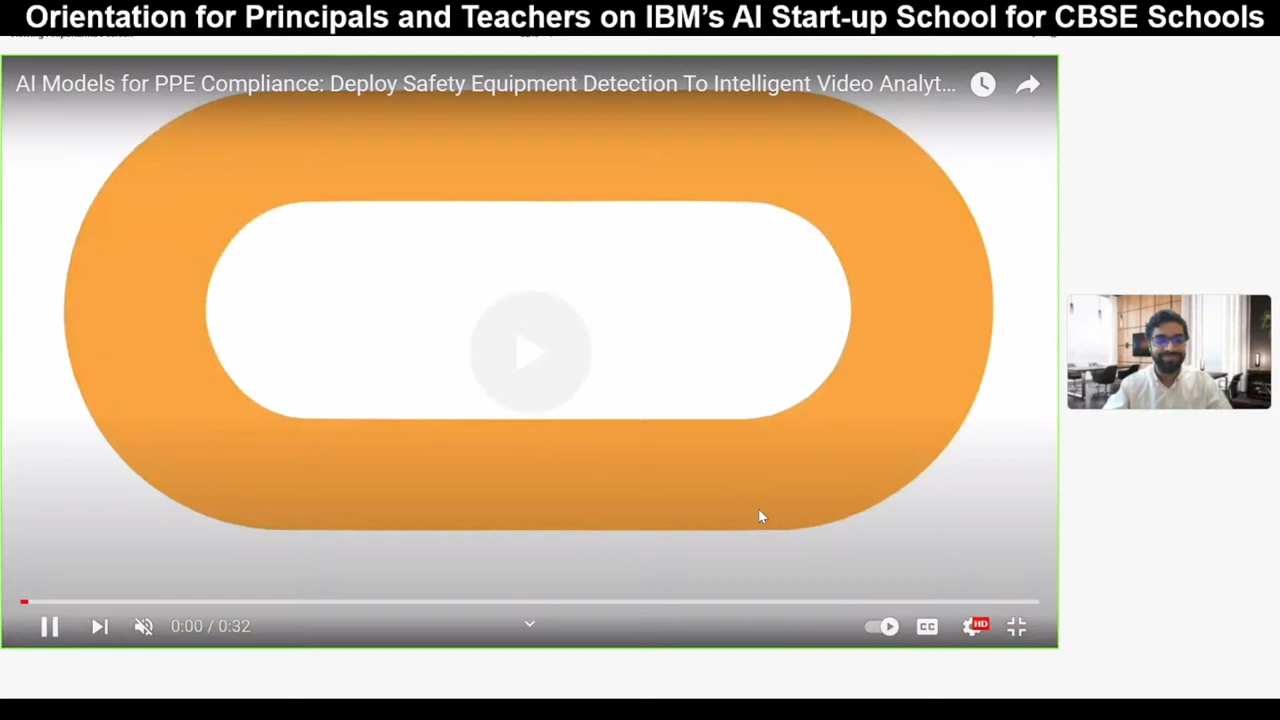 Orientation for Principals and Teachers on IBM’s AI Start-up School for CBSE Schools
AI Models for PPE Compliance: Deploy Safety Equipment Detection To Intelligent Video Analyt…
0:00 / 0:32
CC
HD